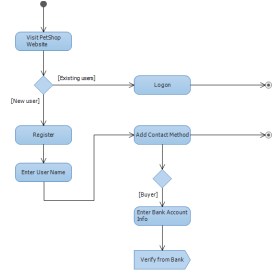 Visit PetShop
Website
[Existing users]
Logon
[New user]
Register
Add Contact Method
Enter User Name
[Buyer]
Enter Bank Account
Info
Verify from Bank